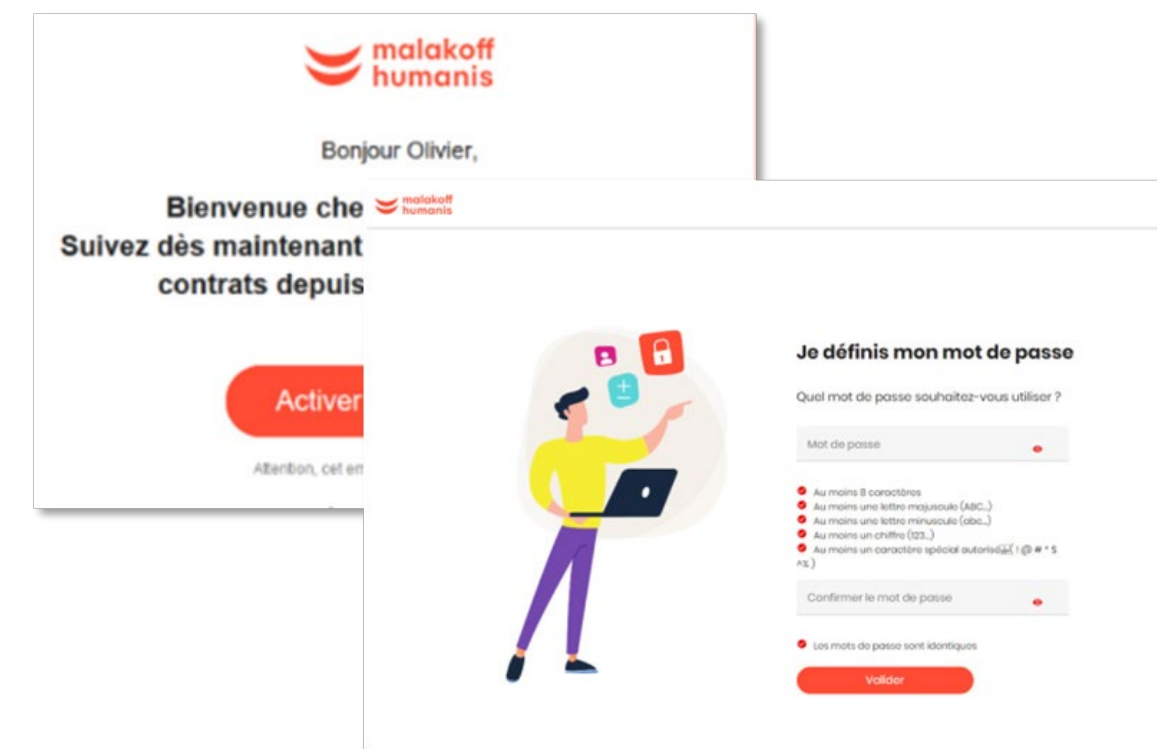 malakoff
humanis
Bonjour Olivier,
Bienvenue che
Suivez dès maintenant
contrats depuis
Activer
Attention, cet en
malakoff
humanis
Je définis mon mot de passe
Quel mot de passe souhaitez-vous utiliser ?
Mot de passe
Au moins 8 caractères
Au moins une lettre majuscule (ABC...)
Au moins une lettre minuscule (abc...)
Au moins un chiffre (123...)
Au moins un caractère spécial autorisé ( ! @ # * $
^%.)
Confirmer le mot de passe
Les mots de passe sont identiques
Valider